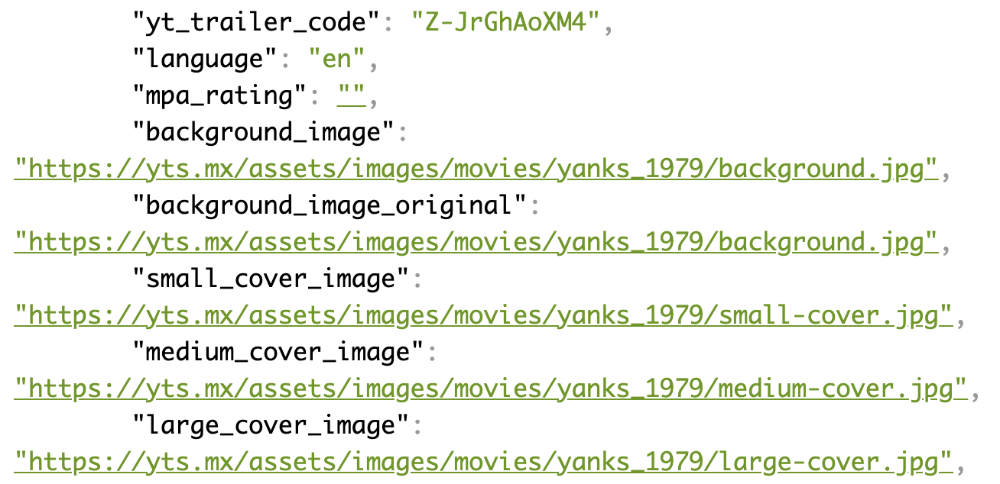 "yt_trailer_code": "Z-JrGhAoXM4",
"language": "en",
"mpa_rating": "",
"background_image":
"https://yts.mx/assets/images/movies/yanks_1979/background.jpg",
"background_image_original":
"https://yts.mx/assets/images/movies/yanks_1979/background.jpg",
"small_cover_image":
"https://yts.mx/assets/images/movies/yanks_1979/small-cover.jpg",
"medium_cover_image":
"https://yts.mx/assets/images/movies/yanks_1979/medium-cover.jpg",
"large_cover_image":
"https://yts.mx/assets/images/movies/yanks_1979/large-cover.jpg",